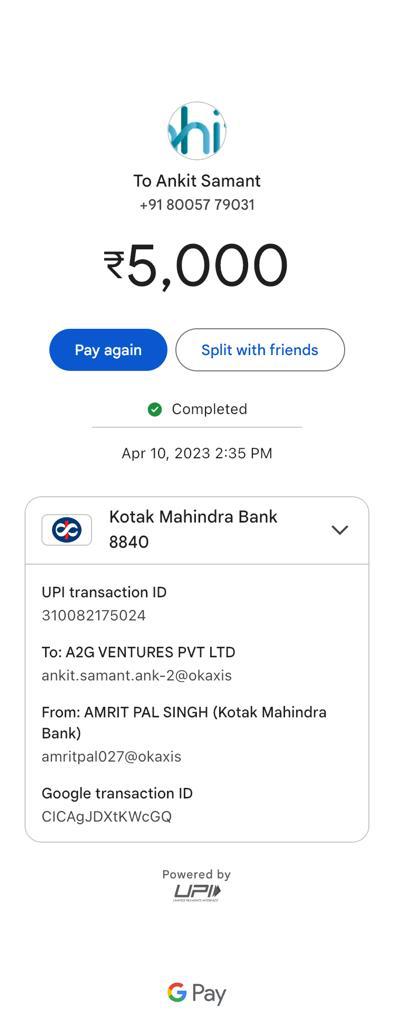 hi
To Ankit Samant
+91 80057 79031
₹5,000
Pay again
Split with friends
Completed
Apr 10, 2023 2:35 PM
Kotak Mahindra Bank
8840
UPI transaction ID
310082175024
To: A2G VENTURES PVT LTD
ankit.samant.ank-2@okaxis
From: AMRIT PAL SINGH (Kotak Mahindra
Bank)
amritpal027@okaxis
Google transaction ID
CICAgJDXtKWcGQ
Powered by
UPI
UNIFIED PAYMENTS INTERFACE
G Pay